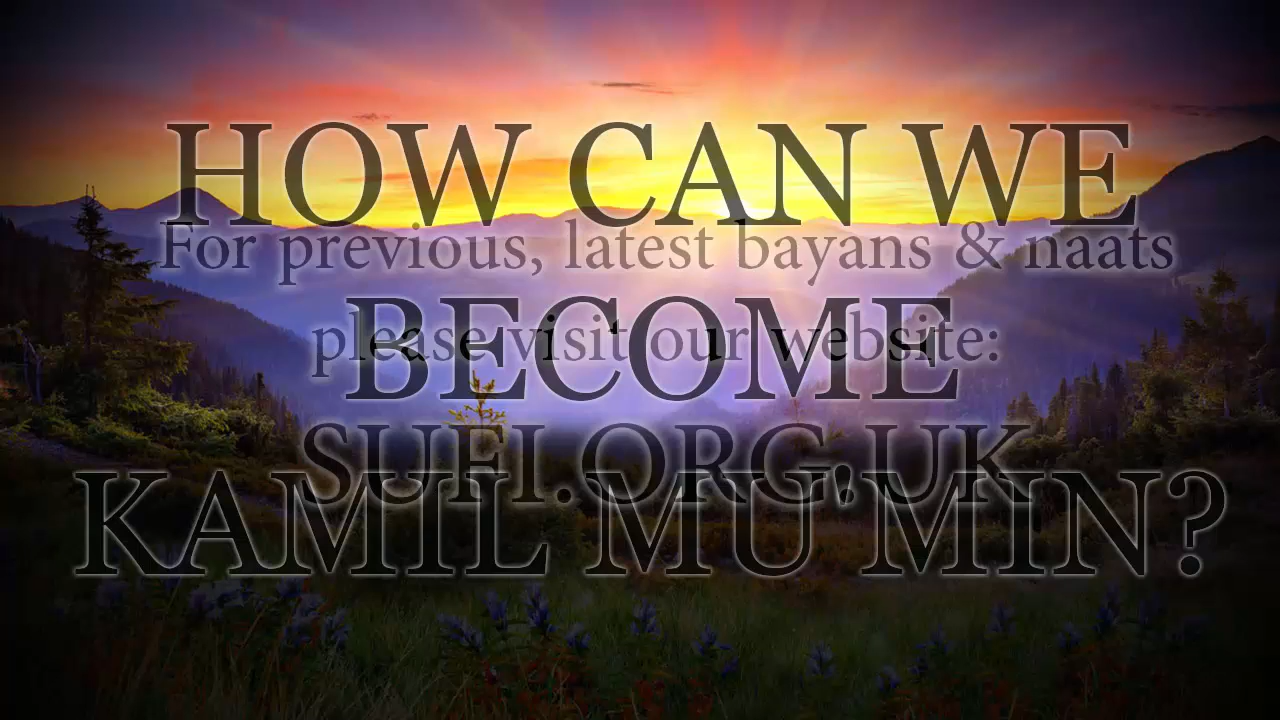 HOW CAN WE
For previous, latest bayans & naats
BECOME
please visit our website:
SUFI.ORG.UK
KAMIL MU'MIN?